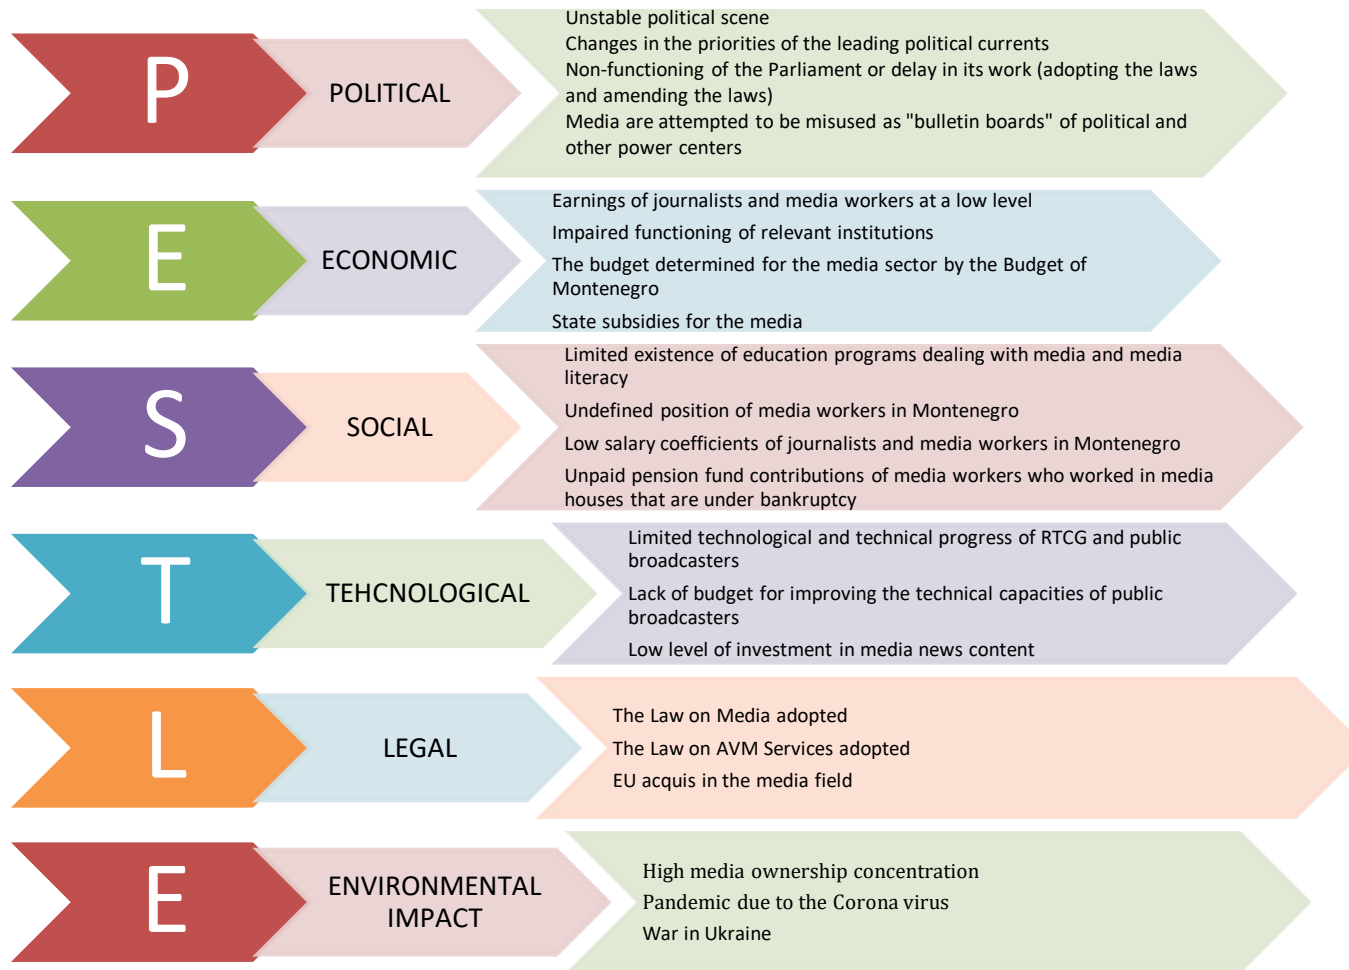 P
POLITICAL
Unstable political scene
Changes in the priorities of the leading political currents
Non-functioning of the Parliament or delay in its work (adopting the laws
and amending the laws)
Media are attempted to be misused as "bulletin boards" of political and
other power centers
E
ECONOMIC
Earnings of journalists and media workers at a low level
Impaired functioning of relevant institutions
The budget determined for the media sector by the Budget of
Montenegro
State subsidies for the media
S
SOCIAL
Limited existence of education programs dealing with media and media
literacy
Undefined position of media workers in Montenegro
Low salary coefficients of journalists and media workers in Montenegro
Unpaid pension fund contributions of media workers who worked in media
houses that are under bankruptcy
T
TEHCNOLOGICAL
Limited technological and technical progress of RTCG and public
broadcasters
Lack of budget for improving the technical capacities of public
broadcasters
Low level of investment in media news content
L
LEGAL
The Law on Media adopted
The Law on AVM Services adopted
EU acquis in the media field
E
ENVIRONMENTAL
IMPACT
High media ownership concentration
Pandemic due to the Corona virus
War in Ukraine